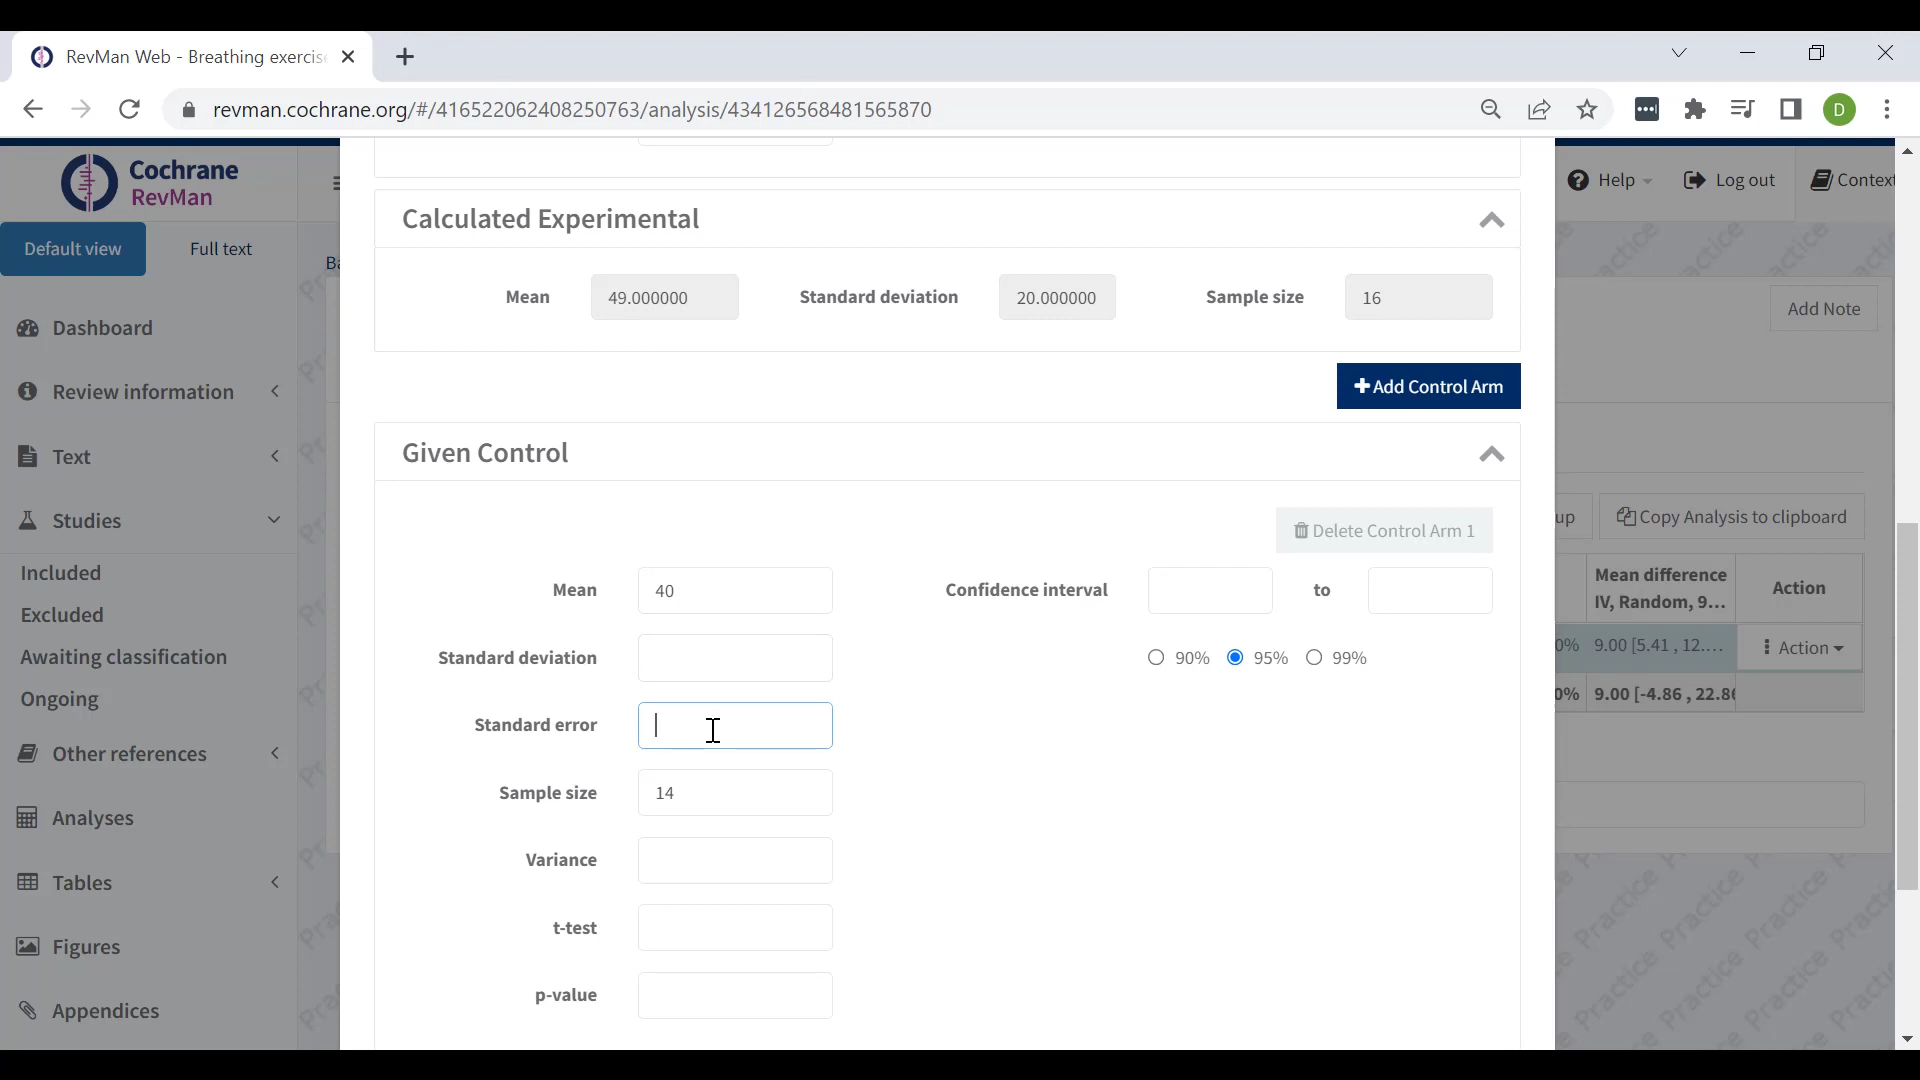 RevMan Web - Breathing exercis
revman.cochrane.org/#/416522062408250763/analysis/434126568481565870
D
Cochrane
RevMan
Help
Log out
Context
Default view
Full text
Ba
Add Note
Dashboard
Review information
Text
Studies
Included
Excluded
Awaiting classification
Ongoing
Other references
Analyses
Tables
Figures
Appendices
Calculated Experimental
Mean 49.000000 Standard deviation 20.000000 Sample size 16
Add Control Arm
Given Control
Delete Control Arm 1
Mean 40 Confidence interval to
Standard deviation 90% 95% 99%
Standard error
Sample size 14
Variance
t-test
p-value
up Copy Analysis to clipboard
Mean difference
IV, Random, 9...
Action
0% 9.00 [5.41 , 12.... Action
0% 9.00 [-4.86 , 22.86
Practice